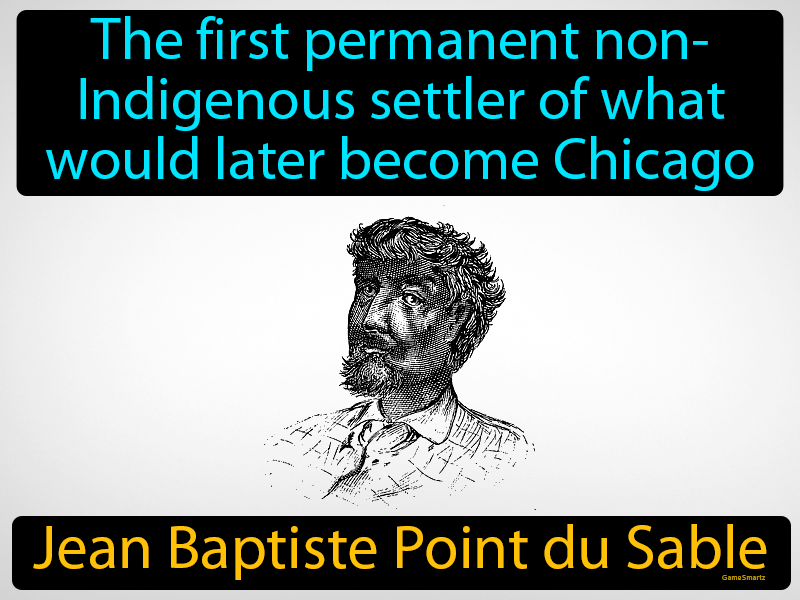 The first permanent non-
Indigenous settler of what
would later become Chicago
Jean Baptiste Point du Sable
GameSmartz